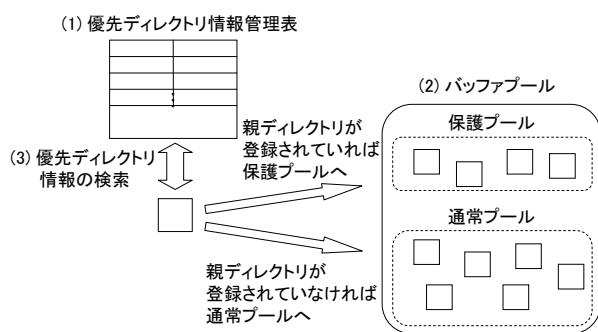 (1) 優先ディレクトリ情報管理表
(2) バッファプール
保護プール
親ディレクトリが
登録されていれば
保護プールへ
(3) 優先ディレクトリ
情報の検索
通常プール
親ディレクトリが
登録されていなければ
通常プールへ